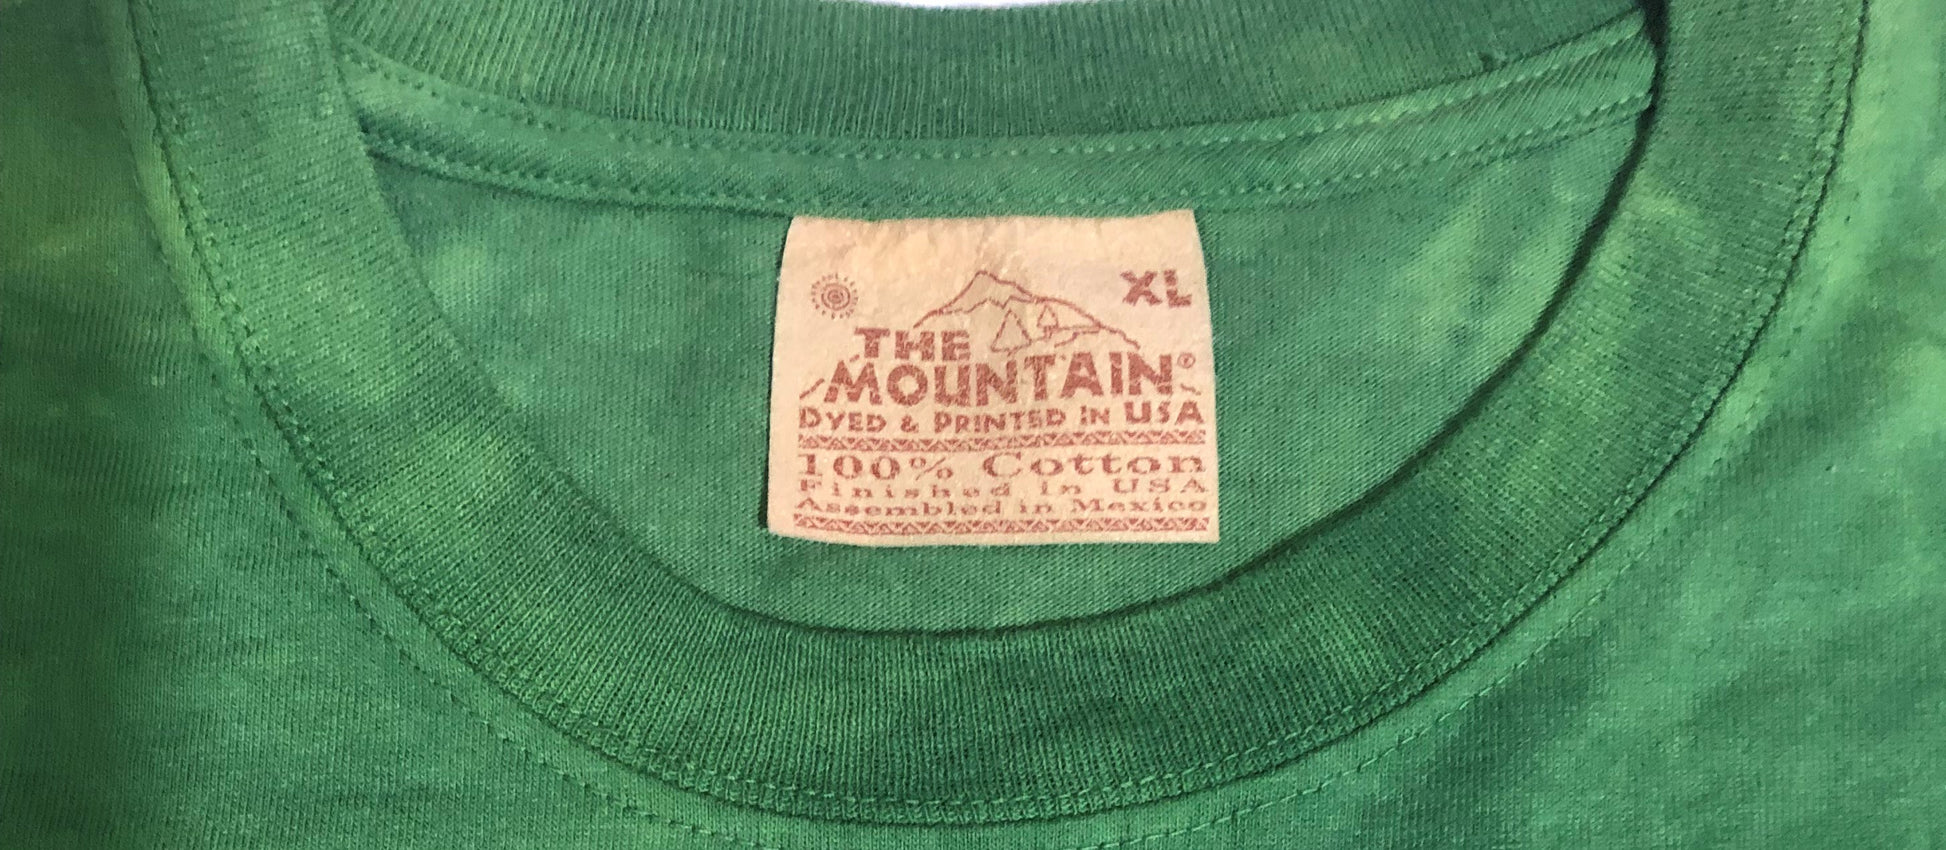 XL
THE
MOUNTAIN®
DYED & PRINTED IN USA
100% Cotton
Finished in USA
Assembled in Mexico